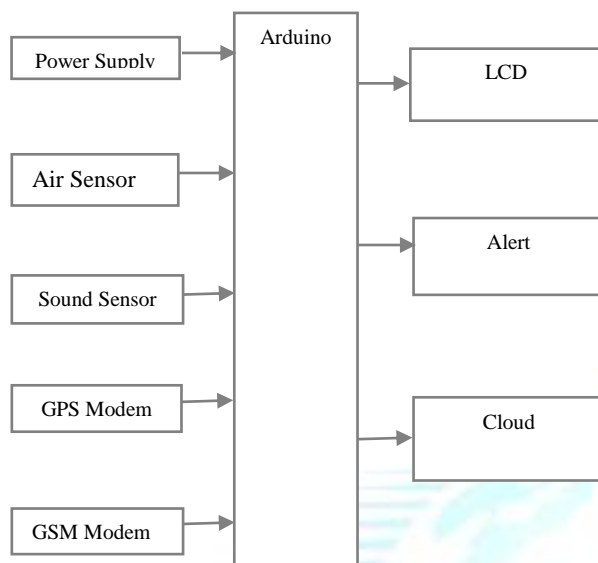 Power Supply
Air Sensor
Sound Sensor
GPS Modem
GSM Modem
Arduino
LCD
Alert
Cloud